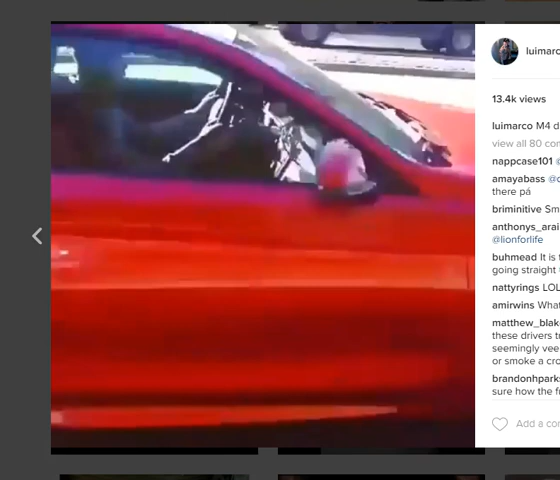 luimarco
13.4k views
luimarco M4 d
view all 80 con
nappcase101 @
amayabass @c
there pá
briminitive Sm
anthonys_arai
@lionforlife
buhmead It is
going straight
nattyrings LOL
amirwins What
matthew_blak
these drivers t
seemingly vee
or smoke a cro
brandonhparks
sure how the f
Add a co